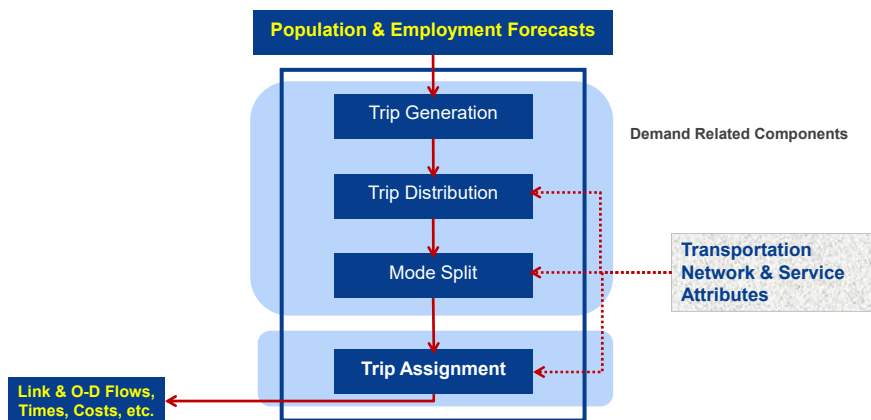 Population & Employment Forecasts
Trip Generation
Demand Related Components
Trip Distribution
Transportation
Network & Service
Attributes
Mode Split
Trip Assignment
Link & O-D Flows,
Times, Costs, etc.